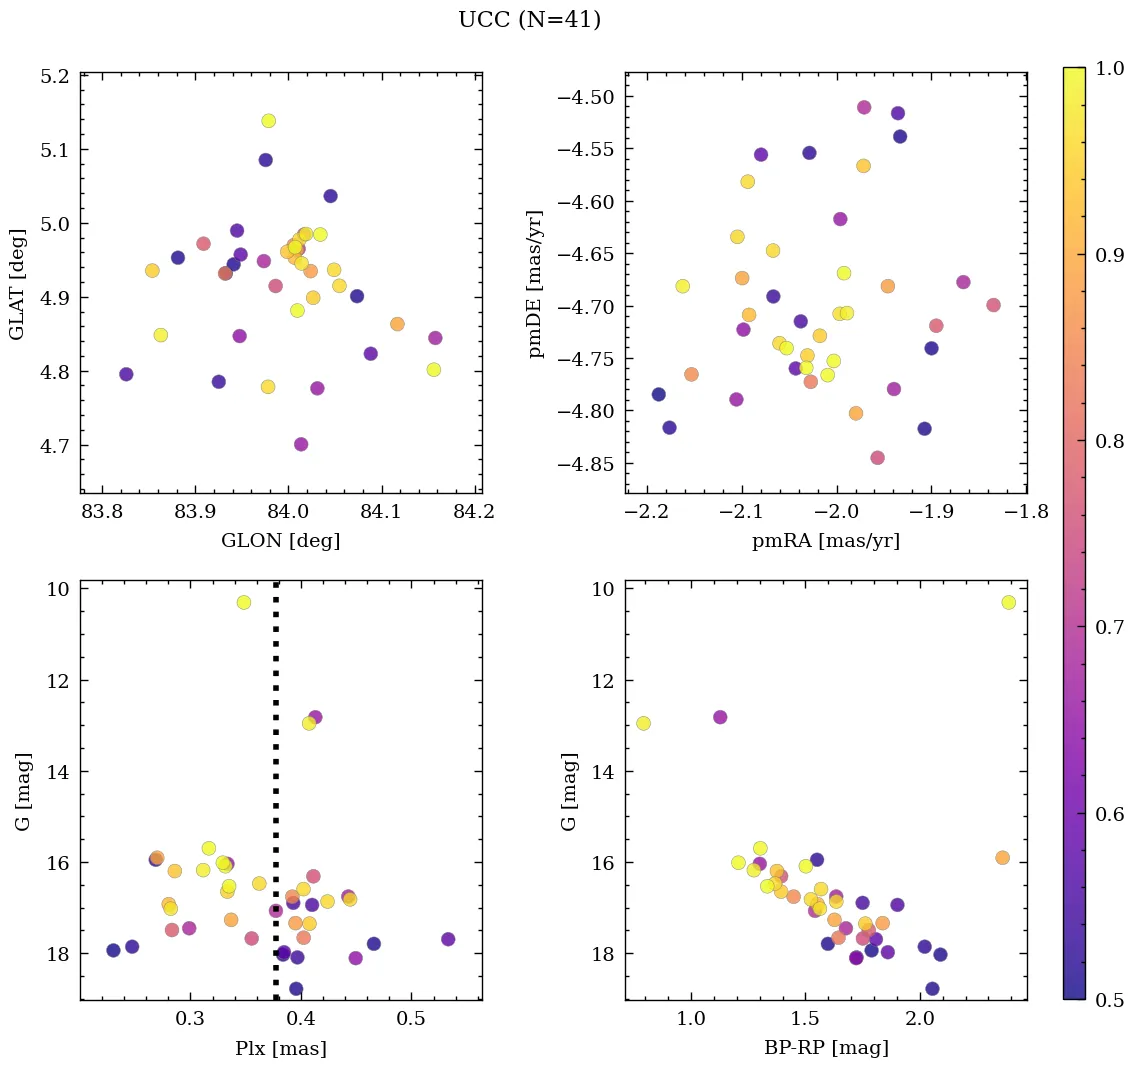 UCC (N=41)
5.2
5.1
5.0
4.9
4.8
4.7
GLAT [deg]
83.8 83.9 84.0 84.1 84.2
GLON [deg]
−4.50
−4.55
−4.60
−4.65
−4.70
−4.75
−4.80
−4.85
pmDE [mas/yr]
−2.2 −2.1 −2.0 −1.9 −1.8
pmRA [mas/yr]
10
12
14
16
18
G [mag]
0.3 0.4 0.5
Plx [mas]
10
12
14
16
18
G [mag]
1.0 1.5 2.0
BP-RP [mag]
1.0
0.9
0.8
0.7
0.6
0.5